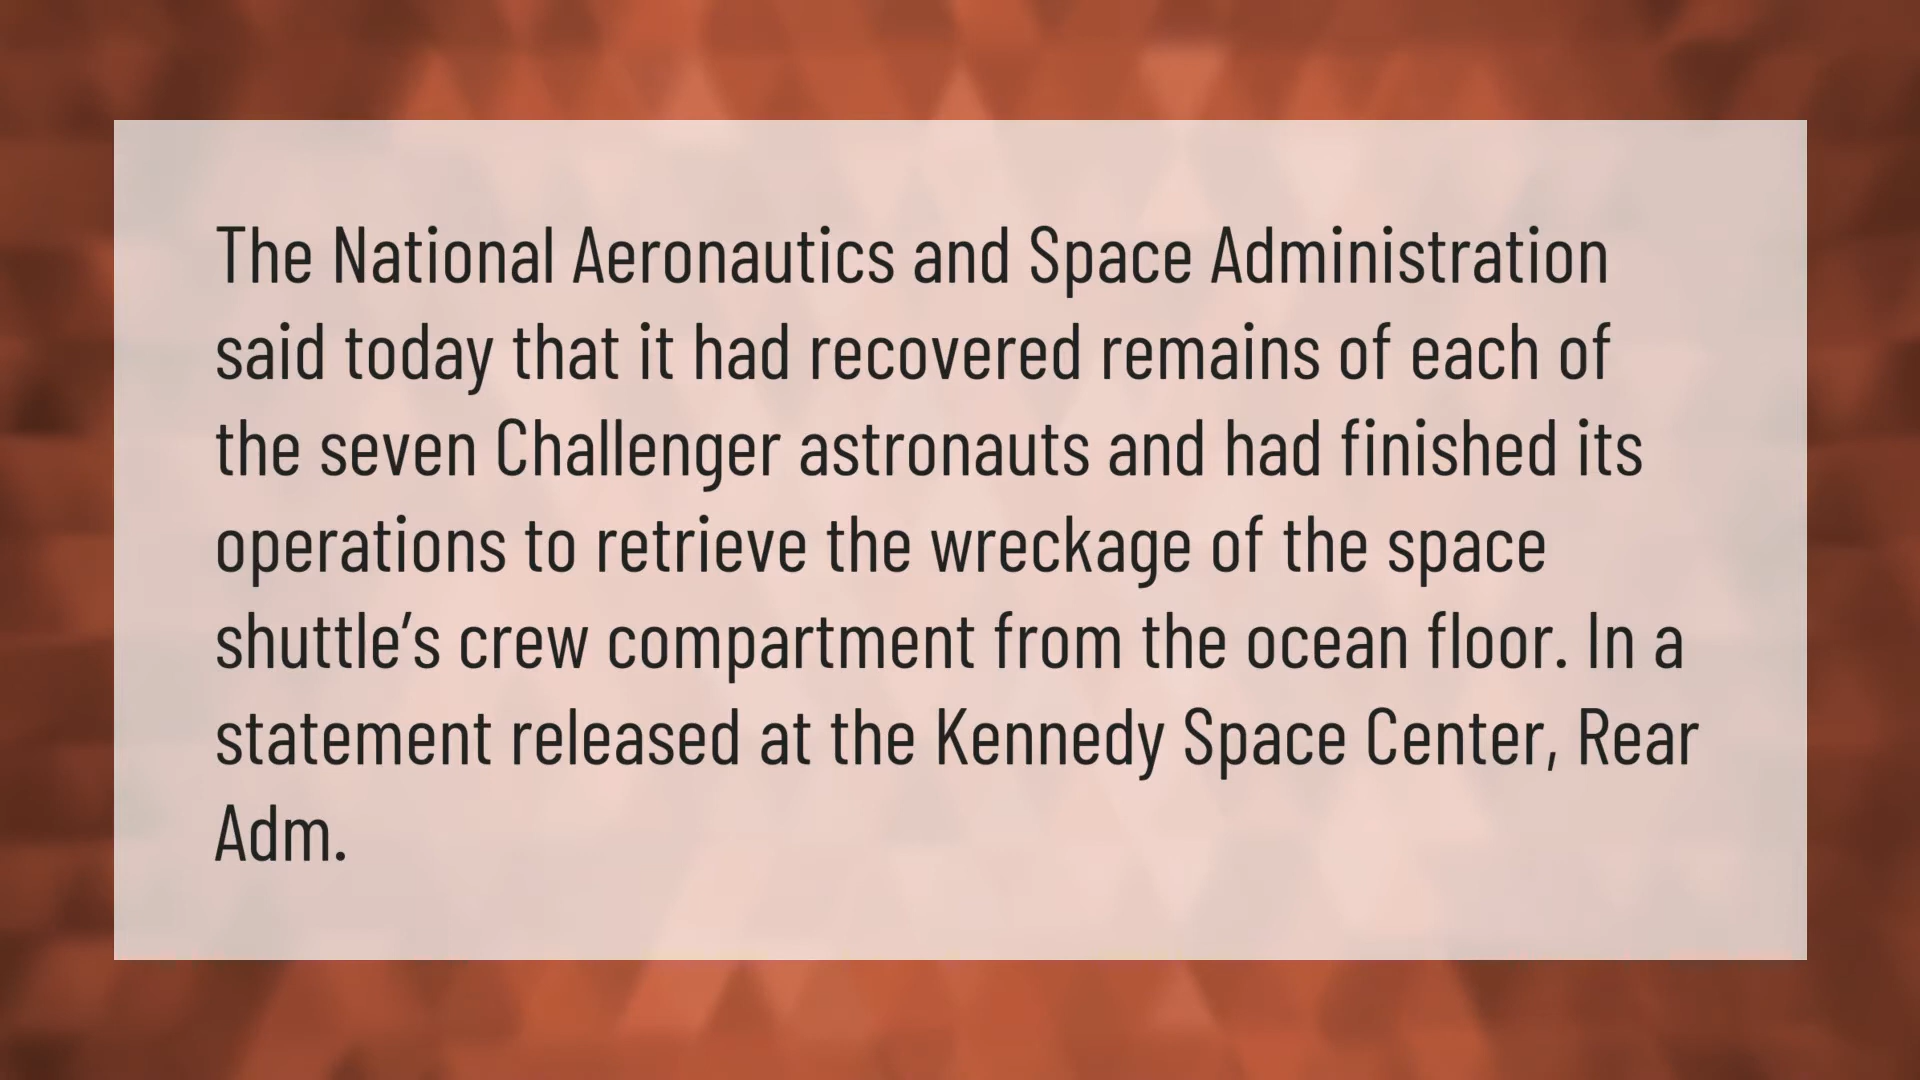 The National Aeronautics and Space Administration
said today that it had recovered remains of each of
the seven Challenger astronauts and had finished its
operations to retrieve the wreckage of the space
shuttle’s crew compartment from the ocean floor. In a
statement released at the Kennedy Space Center, Rear
Adm.